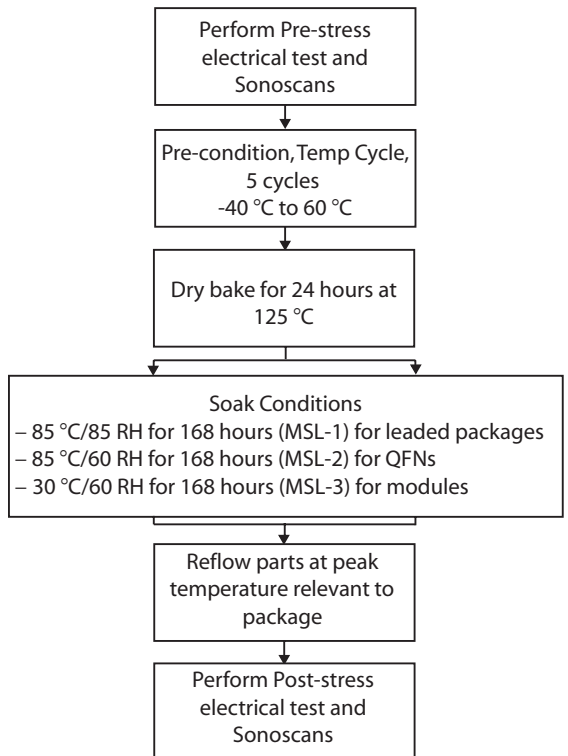 Perform Pre-stress
electrical test and
Sonoscans
Pre-condition, Temp Cycle,
5 cycles
-40 °C to 60 °C
Dry bake for 24 hours at
125 °C
Soak Conditions
– 85 °C/85 RH for 168 hours (MSL-1) for leaded packages
– 85 °C/60 RH for 168 hours (MSL-2) for QFNs
– 30 °C/60 RH for 168 hours (MSL-3) for modules
Reflow parts at peak
temperature relevant to
package
Perform Post-stress
electrical test and
Sonoscans